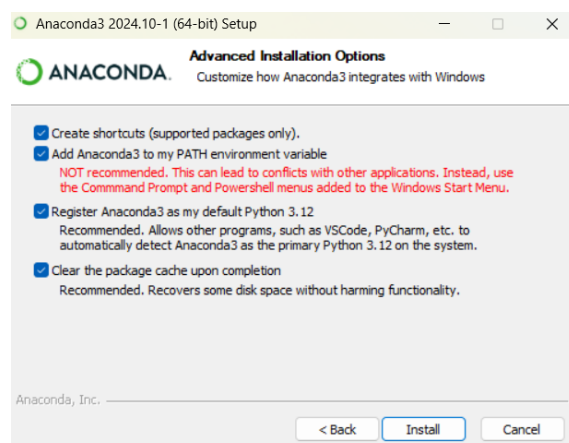 Anaconda3 2024.10-1 (64-bit) Setup
ANACONDA.
Advanced Installation Options
Customize how Anaconda3 integrates with Windows
Create shortcuts (supported packages only).
Add Anaconda3 to my PATH environment variable
NOT recommended. This can lead to conflicts with other applications. Instead, use
the Commmand Prompt and Powershell menus added to the Windows Start Menu.
Register Anaconda3 as my default Python 3.12
Recommended. Allows other programs, such as VSCode, PyCharm, etc. to
automatically detect Anaconda3 as the primary Python 3.12 on the system.
Clear the package cache upon completion
Recommended. Recovers some disk space without harming functionality.
Anaconda, Inc.
< Back Install Cancel